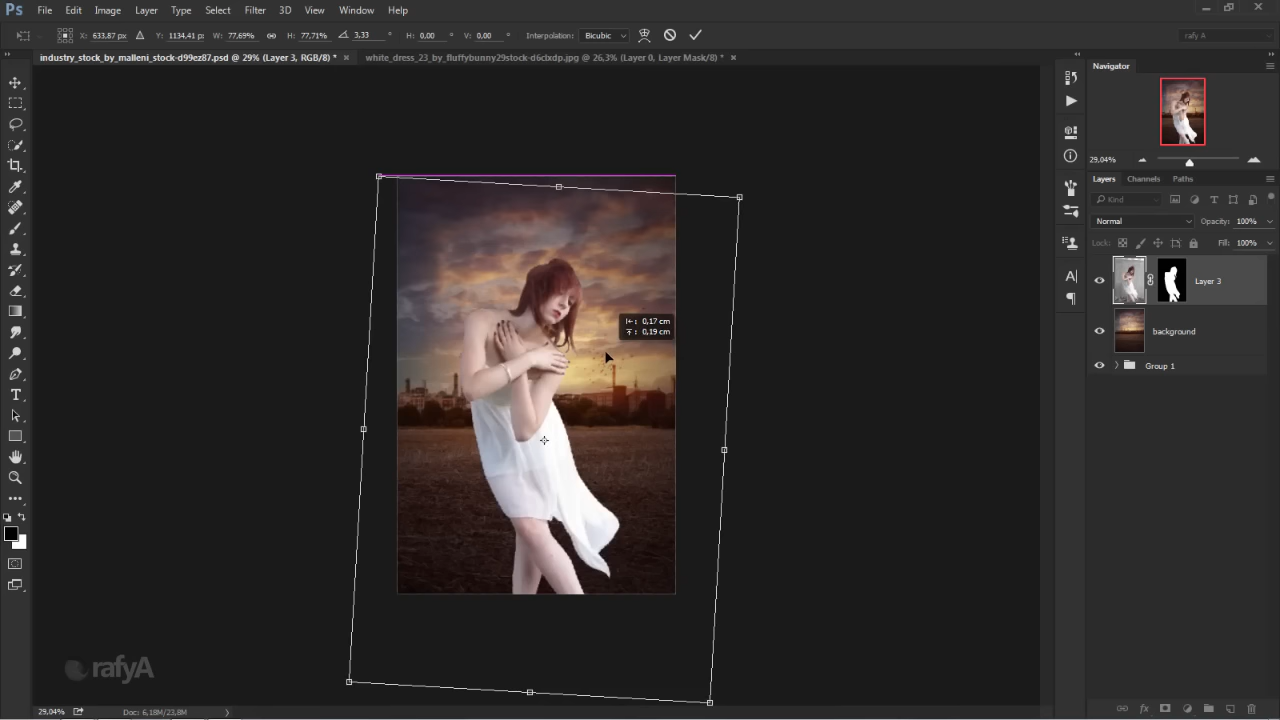 Ps File Edit Image Layer Type Select Filter 3D View Window Help
X: 633,87 px Y: 1134,41 px W: 77,69% H: 77,71% 3,33 ° H: 0,00 ° V: 0,00 ° Interpolation: Bicubic rafy A
industry_stock_by_malleni_stock-d99ez87.psd @ 29% (Layer 3, RGB/8) * × white_dress_23_by_fluffybunny29stock-d6clxdp.jpg @ 26,3% (Layer 0, Layer Mask/8) * ×
Navigator
29,04%
Layers Channels Paths
Kind
Normal Opacity: 100%
Lock: Fill: 100%
Layer 3
background
Group 1
0,17 cm
0,19 cm
rafyA
29,04% Doc: 6,18M/23,8M